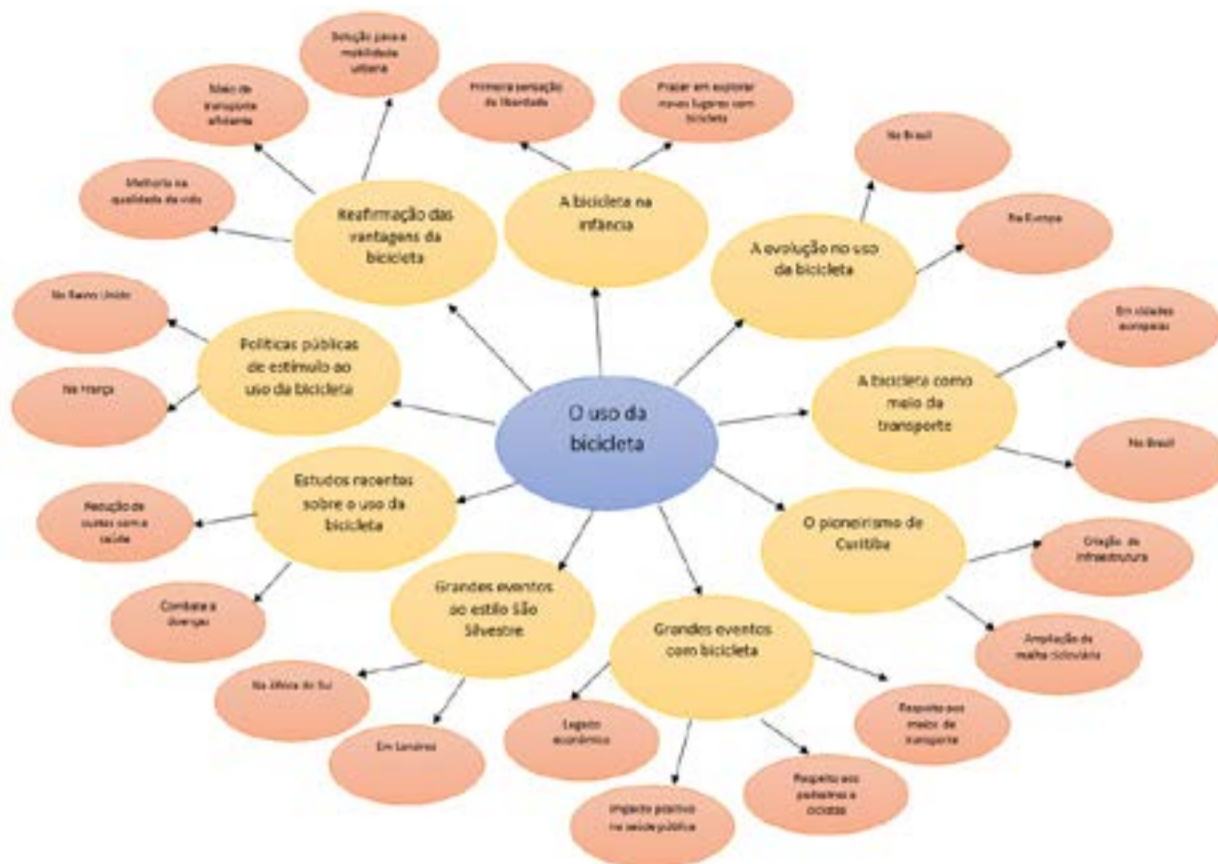 O uso da
bicicleta
A bicicleta na
infância
Primeira sensação
de liberdade
Prazer em explorar
novos lugares com
bicicleta
A evolução no uso
da bicicleta
No Brasil
Na Europa
A bicicleta como
meio de
transporte
Em cidades
europeias
No Brasil
O pioneirismo de
Curitiba
Criação de
infraestrutura
Ampliação da
malha cicloviária
Grandes eventos
com bicicleta
Respeito aos
meios de
transporte
Respeito aos
pedestres e
ciclistas
Impacto positivo
na saúde pública
Legado
econômico
Grandes eventos
ao estilo São
Silvestre
Em Londres
Na África do Sul
Estudos recentes
sobre o uso da
bicicleta
Combate a
doenças
Redução de
custos com a
saúde
Políticas públicas
de estímulo ao
uso da bicicleta
Na França
No Reino Unido
Reafirmação das
vantagens da
bicicleta
Melhoria na
qualidade da vida
Meio de
transporte
eficiente
Solução para a
mobilidade
urbana